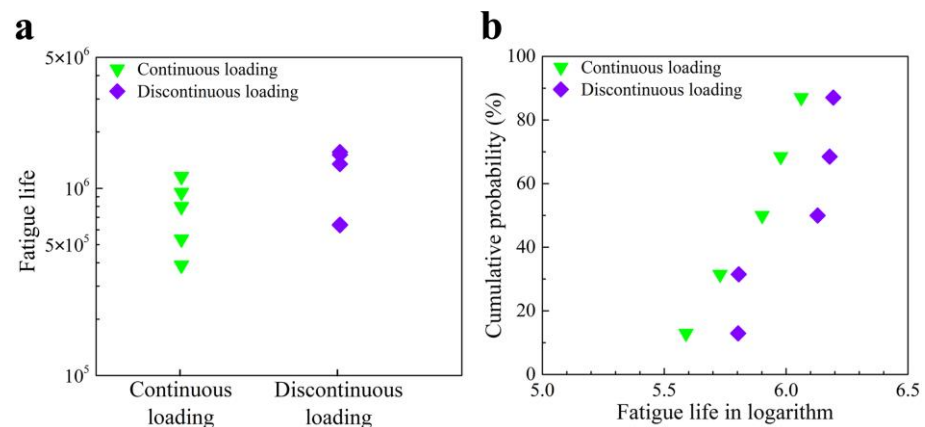 a
5×10⁶
Continuous loading
Discontinuous loading
10⁶
5×10⁵
10⁵
Fatigue life
Continuous
loading
Discontinuous
loading
b
100
Continuous loading
Discontinuous loading
80
60
40
20
0
Cumulative probability (%)
5.0
5.5
6.0
6.5
Fatigue life in logarithm